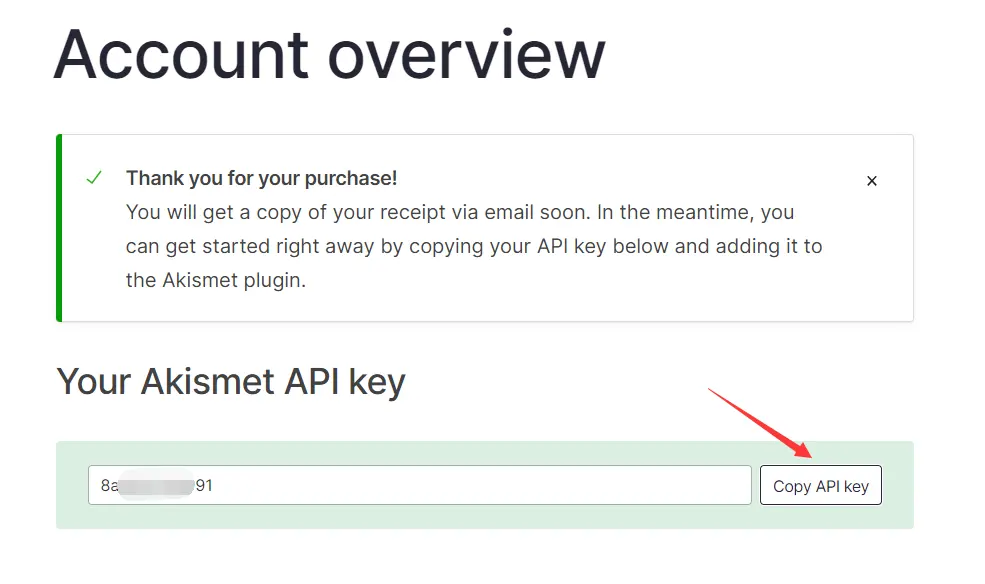 Account overview
Thank you for your purchase!
You will get a copy of your receipt via email soon. In the meantime, you
can get started right away by copying your API key below and adding it to
the Akismet plugin.
Your Akismet API key
8a 91
Copy API key